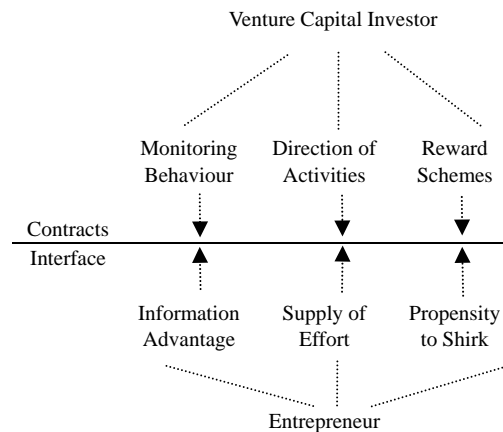 Venture Capital Investor
Monitoring Direction of Reward
Behaviour Activities Schemes
Contracts
Interface
Information Supply of Propensity
Advantage Effort to Shirk
Entrepreneur